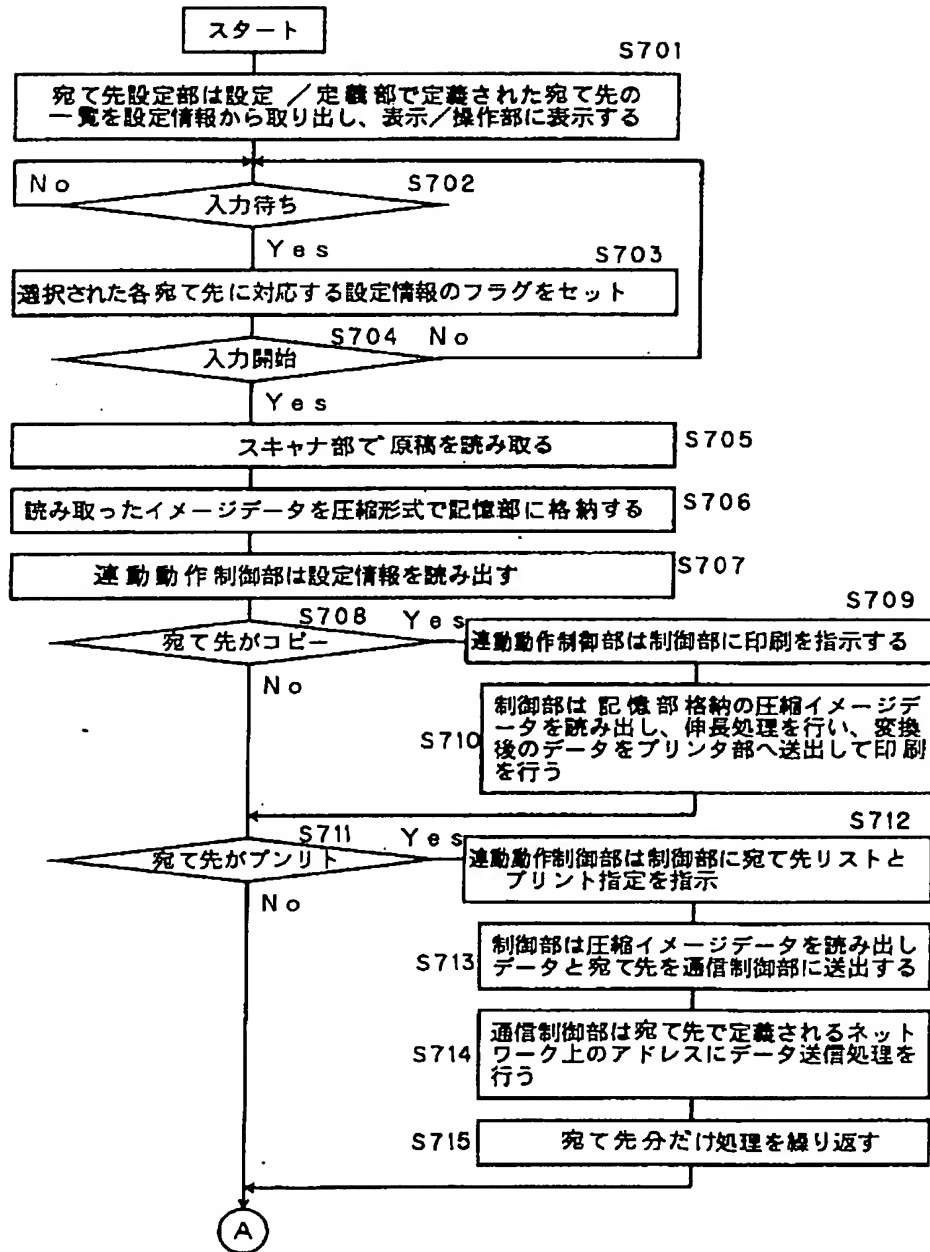 スタート
S701
宛て先設定部は設定 ／定義部で定義された宛て先の
一覧を設定情報から取り出し、表示／操作部に表示する
No
S702
入力待ち
Yes
S703
選択された各宛て先に対応する設定情報のフラグをセット
S704 No
入力開始
Yes
スキャナ部で原稿を読み取る
S705
読み取ったイメージデータを圧縮形式で記憶部に格納する
S706
連動動作制御部は設定情報を読み出す
S707
S708
Yes
S709
宛て先がコピー
連動動作制御部は制御部に印刷を指示する
No
制御部は記憶部格納の圧縮イメージデ
ータを読み出し、伸長処理を行い、変換
S710
後のデータをプリンタ部へ送出して印刷
を行う
S711
Yes
S712
宛て先がプンリト
連動動作制御部は制御部に宛て先リストと
プリント指定を指示
No
制御部は圧縮イメージデータを読み出し
S713
データと宛て先を通信制御部に送出する
通信制御部は宛て先で定義されるネット
S714
ワーク上のアドレスにデータ送信処理を
行う
S715
宛て先分だけ処理を繰り返す
A